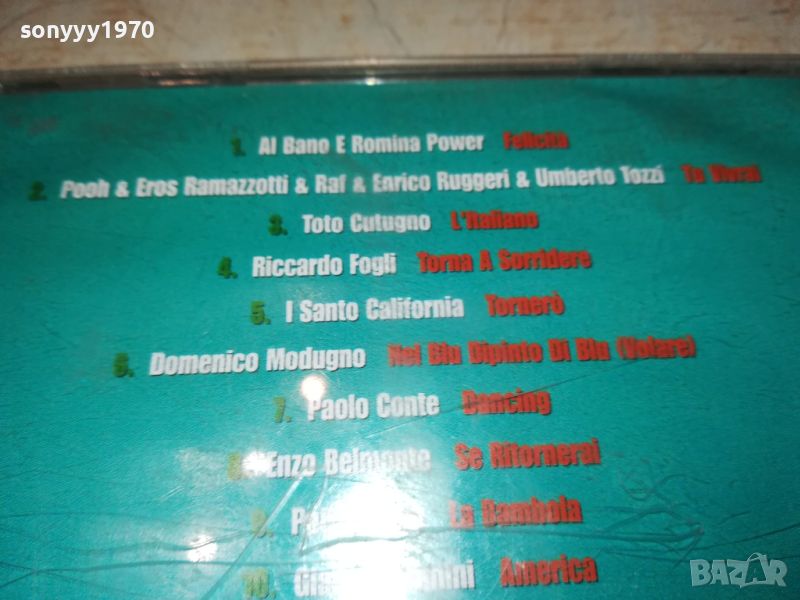 sonyyy1970
1. Al Bano E Romina Power Felicità
2. Pooh & Eros Ramazzotti & Raf & Enrico Ruggeri & Umberto Tozzi Tu Vivrai
3. Toto Cutugno L'Italiano
4. Riccardo Fogli Torna A Sorridere
5. I Santo California Tornerò
6. Domenico Modugno Nel Blu Dipinto Di Blu (Volare)
7. Paolo Conte Dancing
8. Enzo Belmonte Se Ritornerai
9. La Bambola
10. America
BAZAR